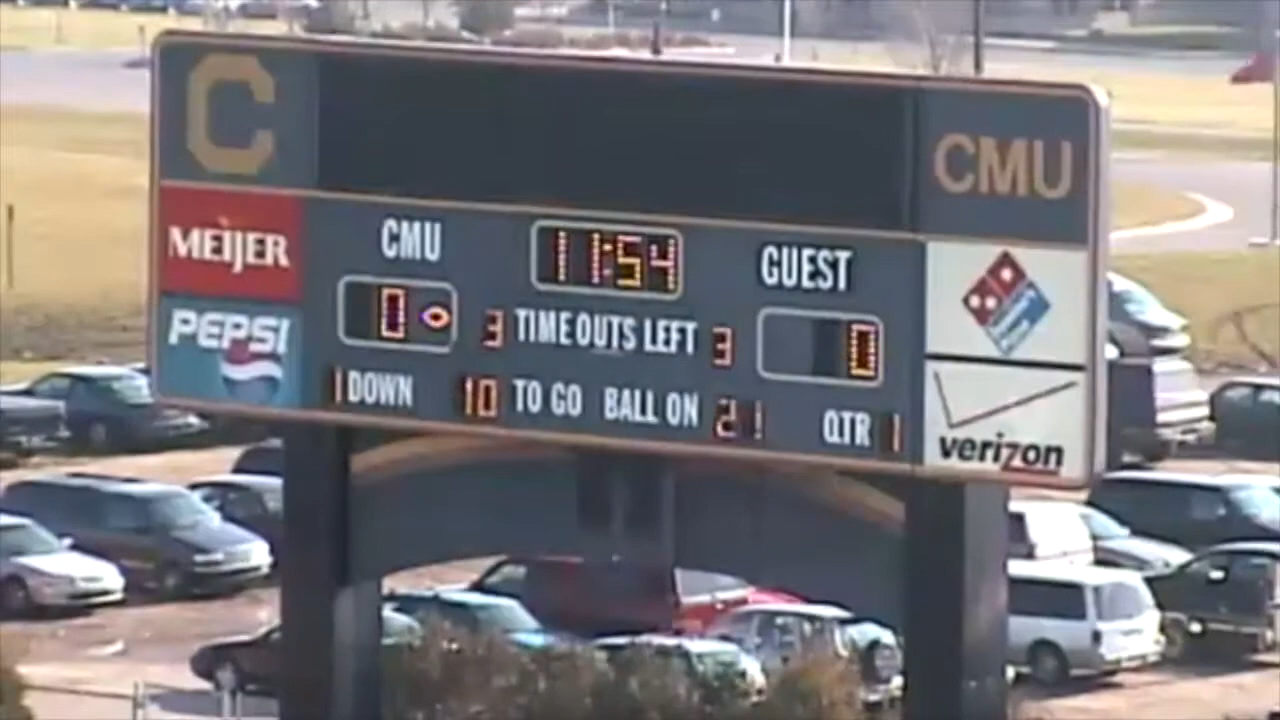 C
CMU
MEIJER
PEPSI
CMU
11:54
GUEST
0
3 TIME OUTS LEFT 3
0
1 DOWN 10 TO GO BALL ON 21 QTR 1
verizon